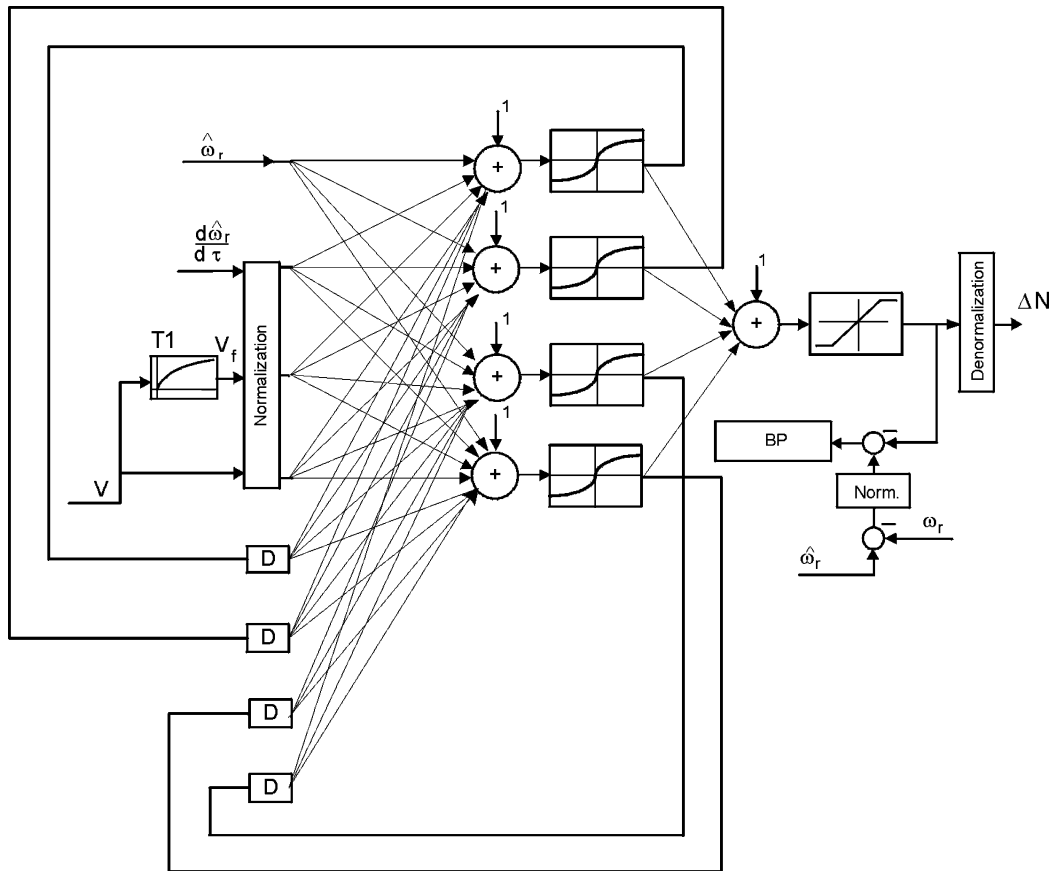 1
ω̂r
+
1
dω̂r
dτ
+
1
ΔN
+
Denormalization
T1
Vf
Normalization
1
+
1
BP
−
+
V
Norm.
−
ωr
D
ω̂r
D
D
D